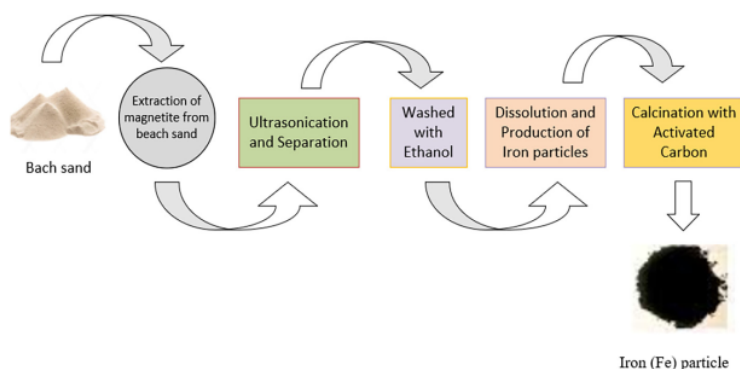 Bach sand
Extraction of
magnetite from
beach sand
Ultrasonication
and Separation
Washed
with
Ethanol
Dissolution and
Production of
Iron particles
Calcination with
Activated
Carbon
Iron (Fe) particle